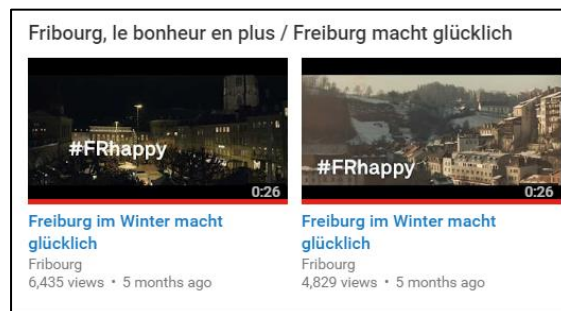 Fribourg, le bonheur en plus / Freiburg macht glücklich
#FRhappy
0:26
Freiburg im Winter macht
glücklich
Fribourg
6,435 views • 5 months ago
#FRhappy
0:26
Freiburg im Winter macht
glücklich
Fribourg
4,829 views • 5 months ago